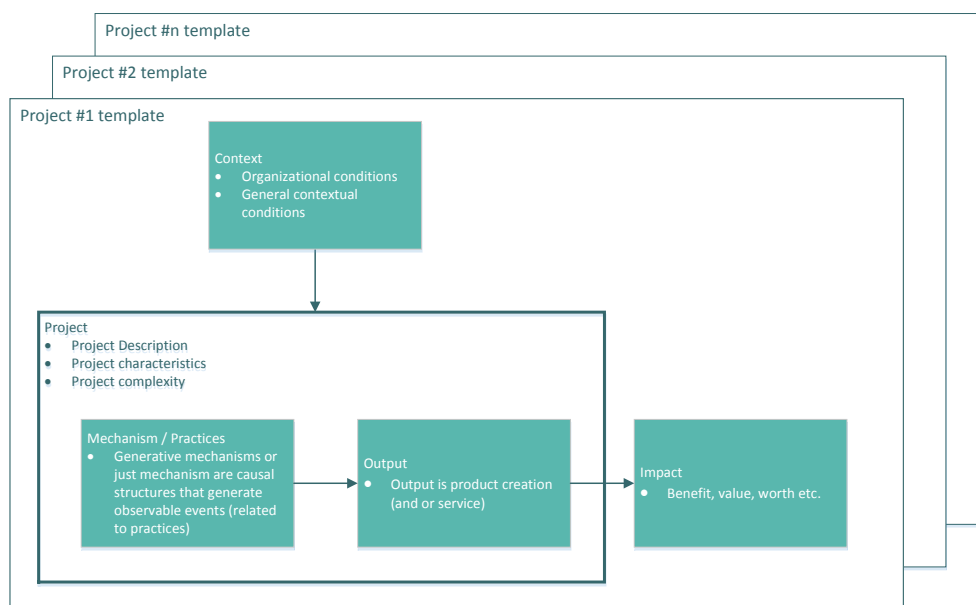 Project #n template
Project #2 template
Project #1 template
Context
• Organizational conditions
• General contextual
conditions
Project
• Project Description
• Project characteristics
• Project complexity
Mechanism / Practices
• Generative mechanisms or
just mechanism are causal
structures that generate
observable events (related
to practices)
Output
• Output is product creation
(and or service)
Impact
• Benefit, value, worth etc.